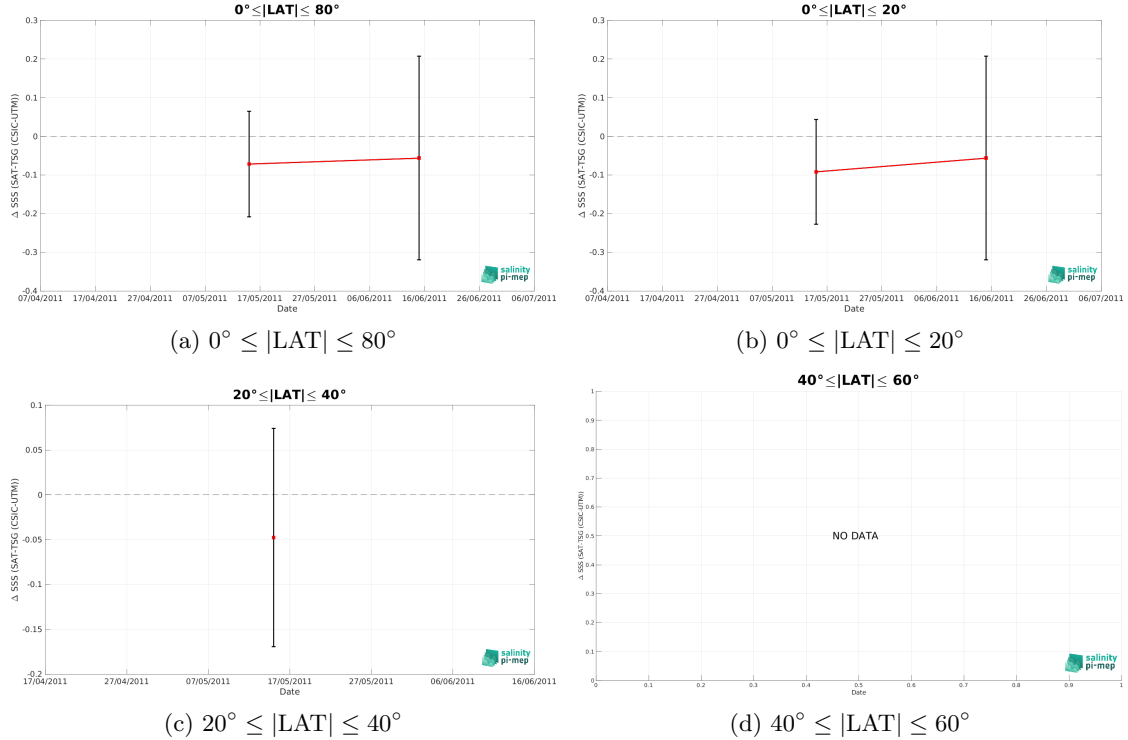 0°≤|LAT|≤ 80°
0.3
0.2
0.1
0
-0.1
-0.2
-0.3
-0.4
Δ SSS (SAT-TSG (CSIC-UTM))
07/04/2011 17/04/2011 27/04/2011 07/05/2011 17/05/2011 27/05/2011 06/06/2011 16/06/2011 26/06/2011 06/07/2011
Date
salinity
pi-mep
(a) 0° ≤ |LAT| ≤ 80°
0°≤|LAT|≤ 20°
0.3
0.2
0.1
0
-0.1
-0.2
-0.3
-0.4
Δ SSS (SAT-TSG (CSIC-UTM))
07/04/2011 17/04/2011 27/04/2011 07/05/2011 17/05/2011 27/05/2011 06/06/2011 16/06/2011 26/06/2011 06/07/2011
Date
salinity
pi-mep
(b) 0° ≤ |LAT| ≤ 20°
20°≤|LAT|≤ 40°
0.1
0.05
0
-0.05
-0.1
-0.15
-0.2
Δ SSS (SAT-TSG (CSIC-UTM))
17/04/2011 27/04/2011 07/05/2011 17/05/2011 27/05/2011 06/06/2011 16/06/2011
Date
salinity
pi-mep
(c) 20° ≤ |LAT| ≤ 40°
40°≤|LAT|≤ 60°
1
0.9
0.8
0.7
0.6
0.5
0.4
0.3
0.2
0.1
0
Δ SSS (SAT-TSG (CSIC-UTM))
NO DATA
0 0.1 0.2 0.3 0.4 0.5 0.6 0.7 0.8 0.9 1
Date
salinity
pi-mep
(d) 40° ≤ |LAT| ≤ 60°